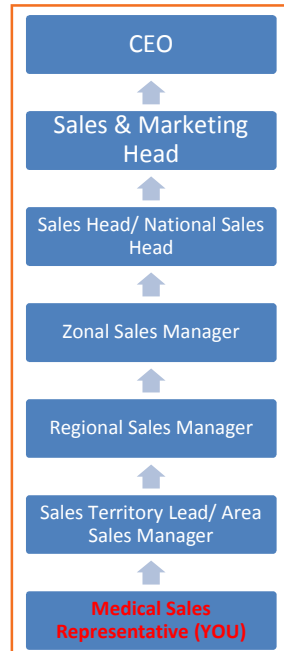 CEO
Sales & Marketing
Head
Sales Head/ National Sales
Head
Zonal Sales Manager
Regional Sales Manager
Sales Territory Lead/ Area
Sales Manager
Medical Sales
Representative (YOU)